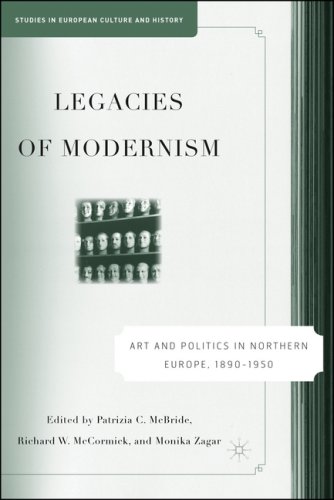 STUDIES IN EUROPEAN CULTURE AND HISTORY
LEGACIES
OF MODERNISM
ART AND POLITICS IN NORTHERN
EUROPE, 1890-1950
Edited by Patrizia C. McBride,
Richard W. McCormick, and Monika Zagar